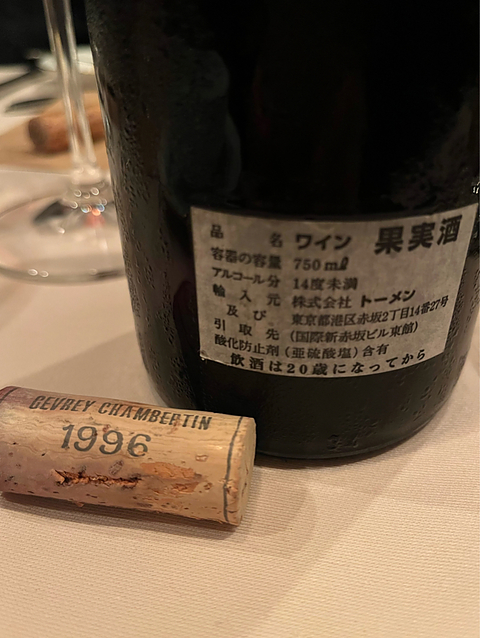 品名 ワイン 果実酒
容器の容量 750mℓ
アルコール分 14度未満
輸入元 株式会社 トーメン
及び 東京都港区赤坂2丁目14番27号
引取先 (国際新赤坂ビル東館)
酸化防止剤(亜硫酸塩)含有
飲酒は20歳になってから
GEVREY CHAMBERTIN
1996